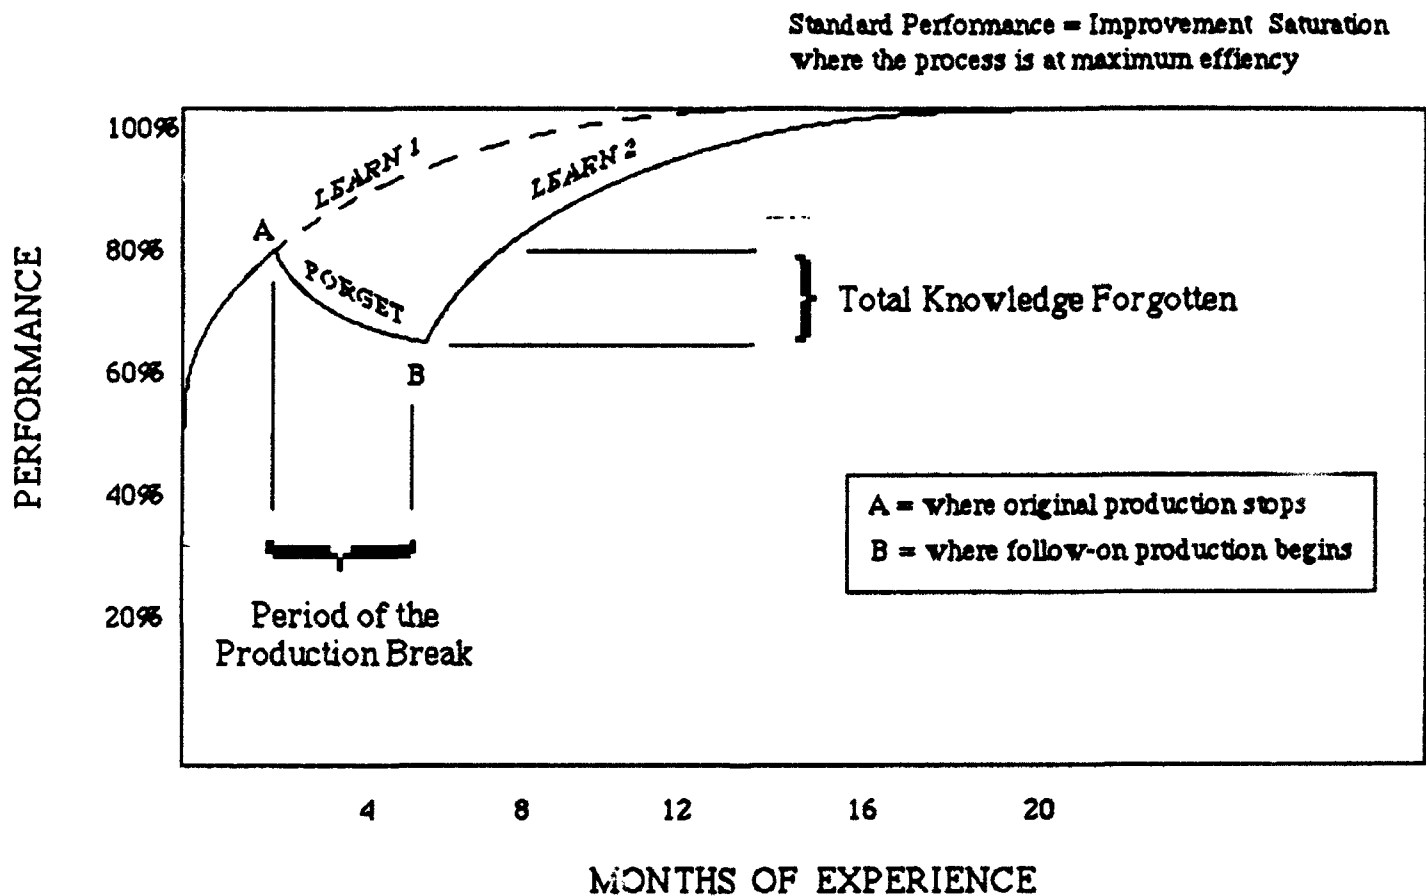 Standard Performance = Improvement Saturation
where the process is at maximum effiency
100%
80%
60%
40%
20%
PERFORMANCE
LEARN 1
LEARN 2
A
FORGET
B
Total Knowledge Forgotten
A = where original production stops
B = where follow-on production begins
Period of the
Production Break
4 8 12 16 20
MONTHS OF EXPERIENCE